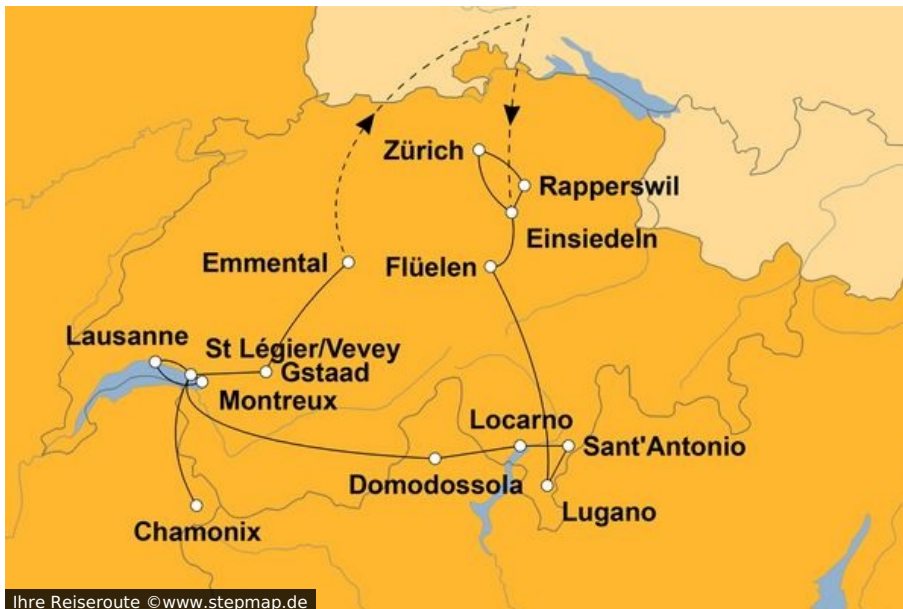 Zürich
Rapperswil
Einsiedeln
Emmental
Flüelen
Lausanne
St Légier/Vevey
Gstaad
Montreux
Locarno
Sant'Antonio
Domodossola
Lugano
Chamonix
Ihre Reiseroute ©www.stepmap.de